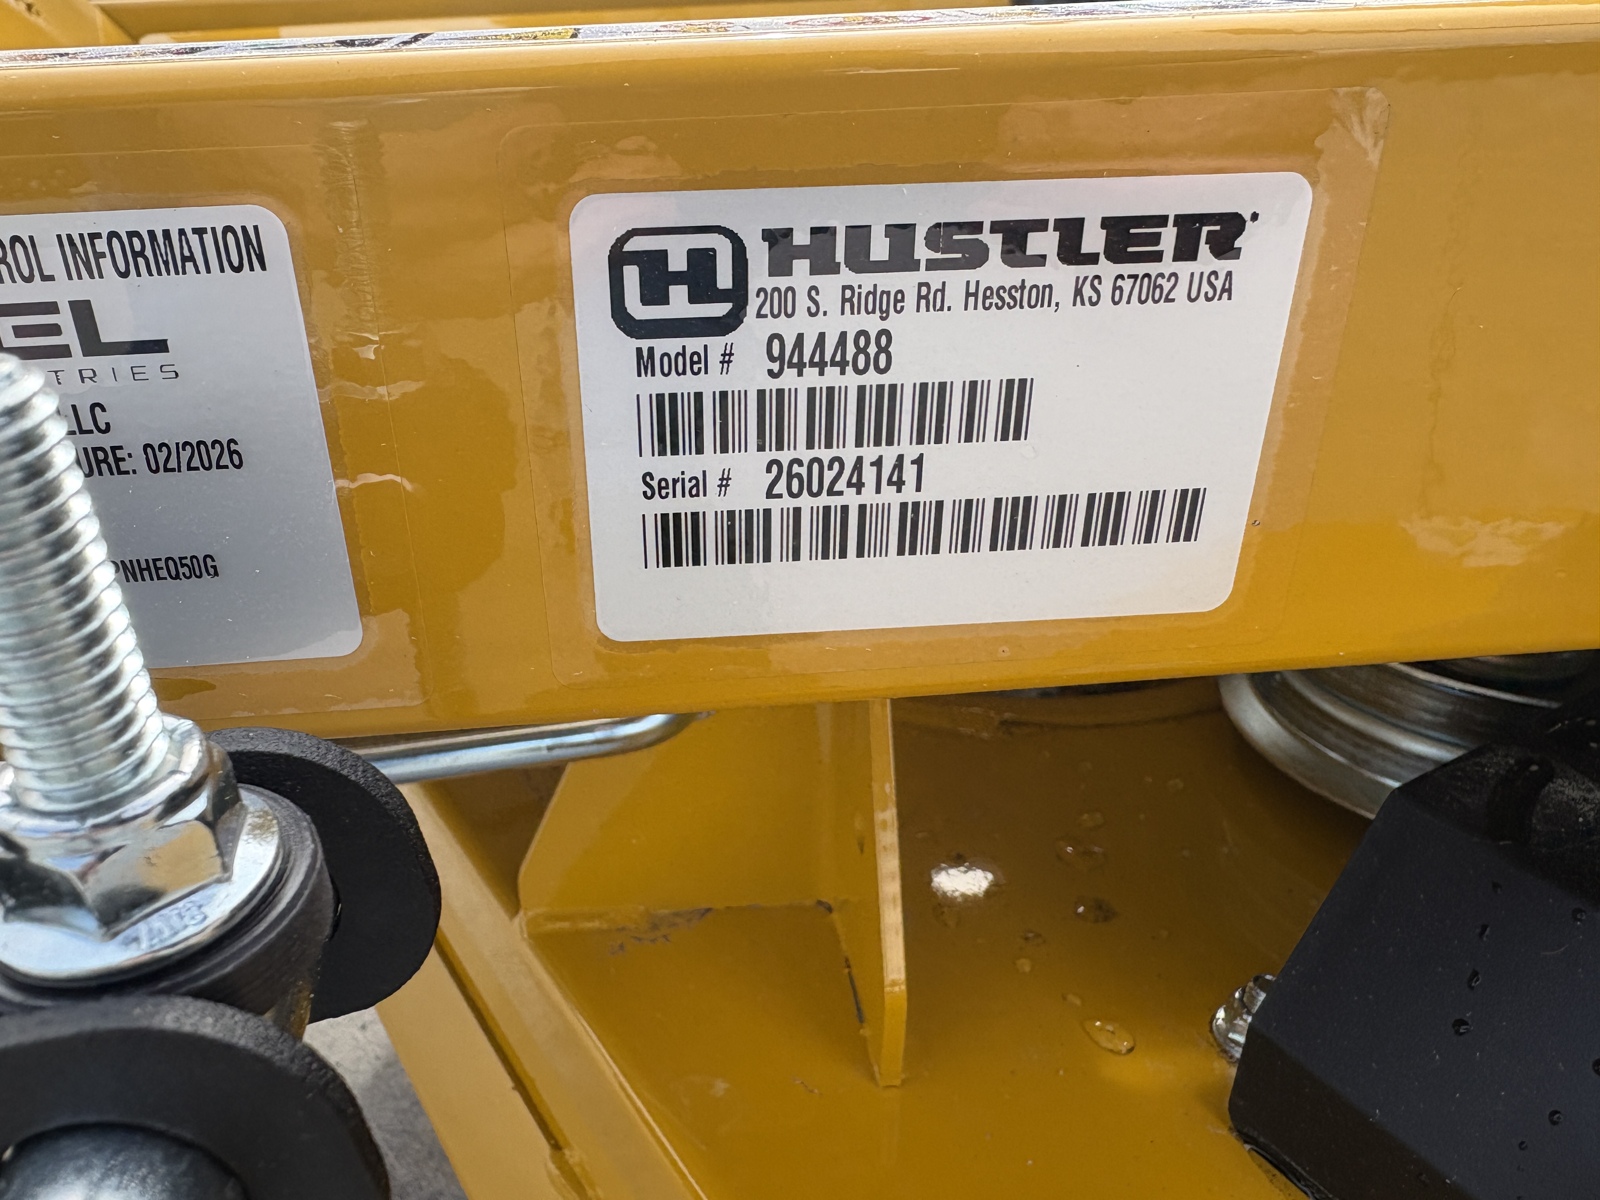 ROL INFORMATION
EL
TRIES
LLC
URE: 02/2026
PNHEQ50G
H HUSTLER
200 S. Ridge Rd. Hesston, KS 67062 USA
Model # 944488
Serial # 26024141